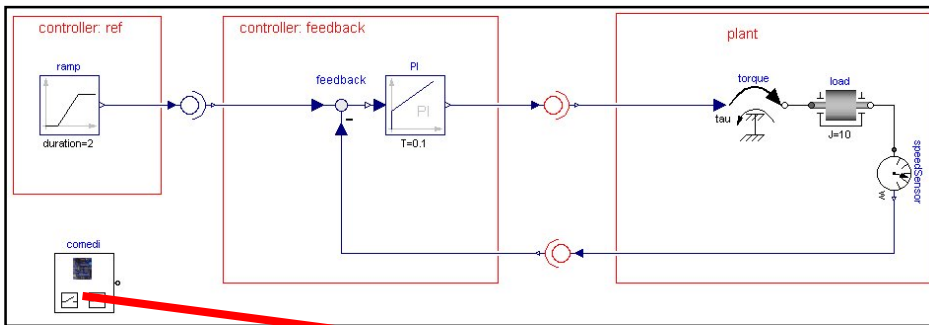 controller: ref
controller: feedback
plant
ramp
duration=2
feedback
PI
PI
T=0.1
torque
tau
load
J=10
speedSensor
w
comedi